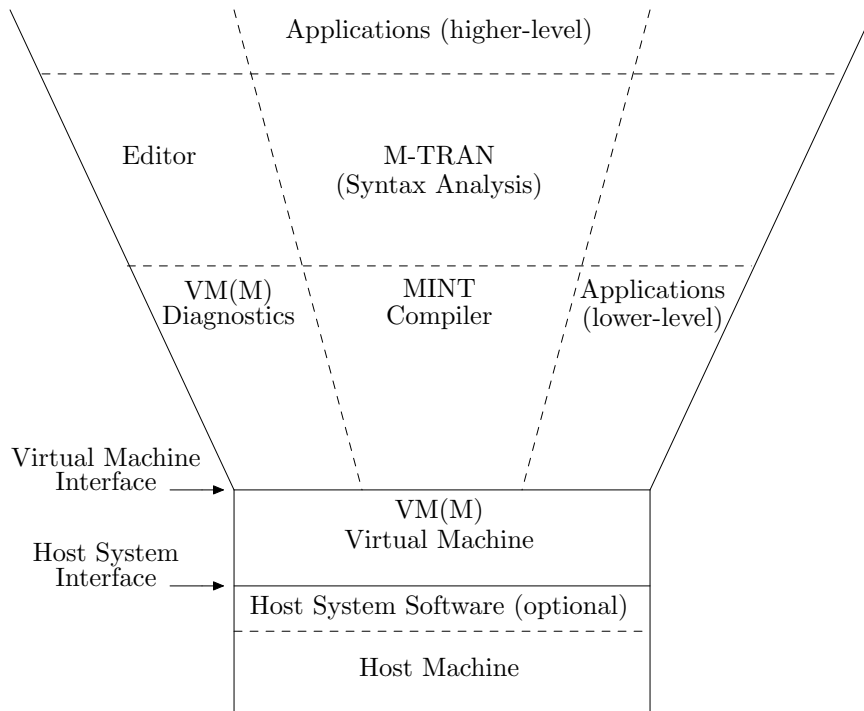 Applications (higher-level)
Editor
M-TRAN
(Syntax Analysis)
VM(M)
Diagnostics
MINT
Compiler
Applications
(lower-level)
Virtual Machine
Interface
VM(M)
Virtual Machine
Host System
Interface
Host System Software (optional)
Host Machine